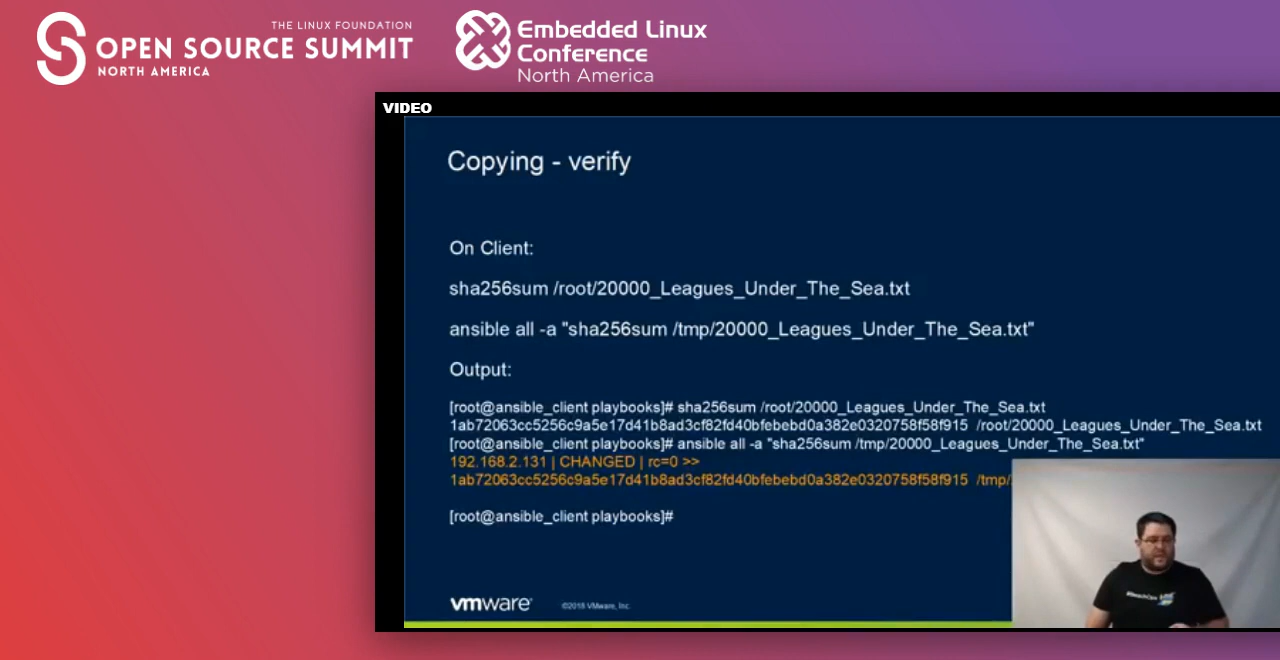 THE LINUX FOUNDATION
OPEN SOURCE SUMMIT
NORTH AMERICA
Embedded Linux
Conference
North America
VIDEO
Copying - verify
On Client:
sha256sum /root/20000_Leagues_Under_The_Sea.txt
ansible all -a "sha256sum /tmp/20000_Leagues_Under_The_Sea.txt"
Output:
[root@ansible_client playbooks]# sha256sum /root/20000_Leagues_Under_The_Sea.txt
1ab72063cc5256c9a5e17d41b8ad3cf82fd40bfebebd0a382e0320758f58f915 /root/20000_Leagues_Under_The_Sea.txt
[root@ansible_client playbooks]# ansible all -a "sha256sum /tmp/20000_Leagues_Under_The_Sea.txt"
192.168.2.131 | CHANGED | rc=0 >>
1ab72063cc5256c9a5e17d41b8ad3cf82fd40bfebebd0a382e0320758f58f915 /tmp/
[root@ansible_client playbooks]#
vmware
©2018 VMware, Inc.